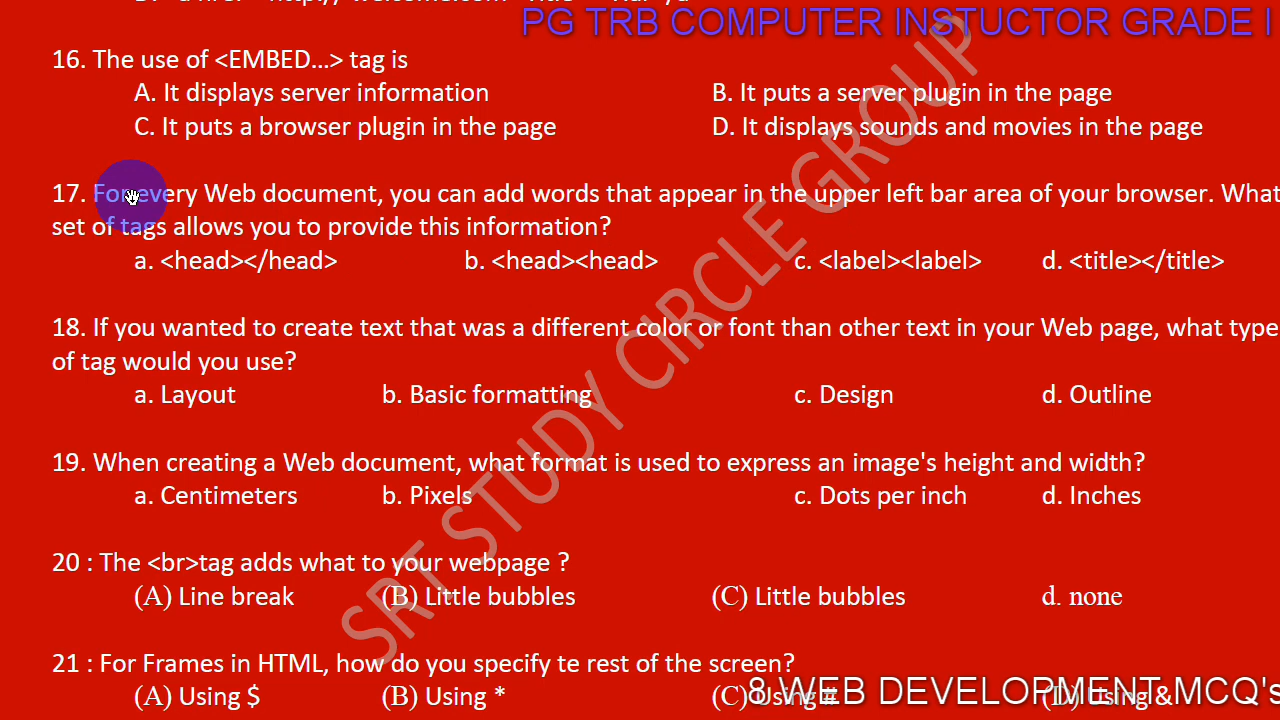 PG TRB COMPUTER INSTUCTOR GRADE I
16. The use of <EMBED...> tag is
A. It displays server information B. It puts a server plugin in the page
C. It puts a browser plugin in the page D. It displays sounds and movies in the page
17. For every Web document, you can add words that appear in the upper left bar area of your browser. What
set of tags allows you to provide this information?
a. <head></head> b. <head><head> c. <label><label> d. <title></title>
18. If you wanted to create text that was a different color or font than other text in your Web page, what type
of tag would you use?
a. Layout b. Basic formatting c. Design d. Outline
19. When creating a Web document, what format is used to express an image's height and width?
a. Centimeters b. Pixels c. Dots per inch d. Inches
20 : The <br>tag adds what to your webpage ?
(A) Line break (B) Little bubbles (C) Little bubbles d. none
21 : For Frames in HTML, how do you specify te rest of the screen?
(A) Using $ (B) Using * (C) Using # (D) Using &
8 WEB DEVELOPMENT MCQ's
SRT STUDY CIRCLE GROUP